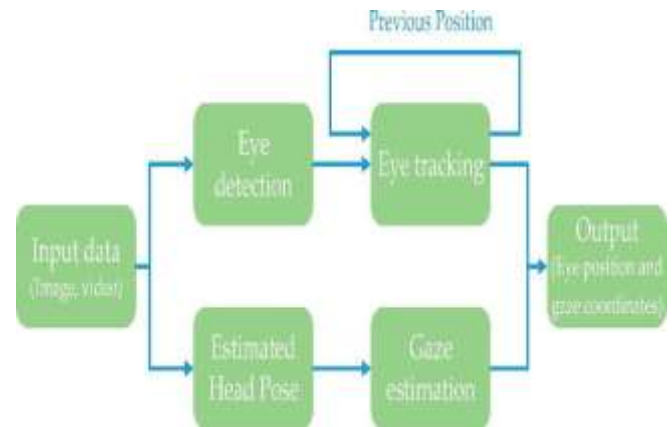 Previous Position
Eye
detection
Eye tracking
Input data
(Image, video)
Output
(Eye position and
gaze coordinates)
Estimated
Head Pose
Gaze
estimation